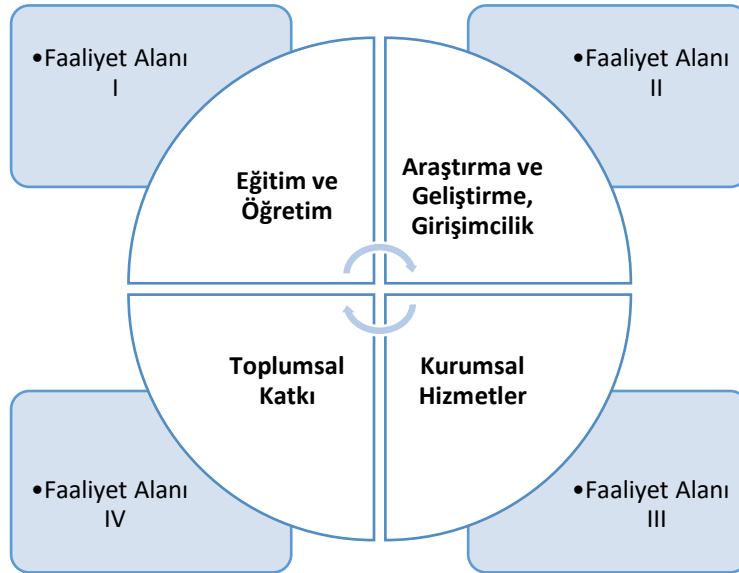 •Faaliyet Alanı
I
•Faaliyet Alanı
II
Eğitim ve
Öğretim
Araştırma ve
Geliştirme,
Girişimcilik
Toplumsal
Katkı
Kurumsal
Hizmetler
•Faaliyet Alanı
IV
•Faaliyet Alanı
III